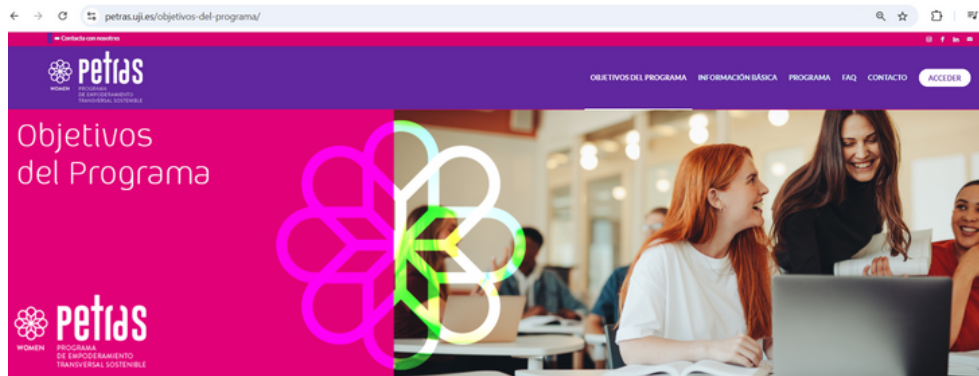 petras.uji.es/objetivos-del-programa/
Contacta con nosotros
petras
WOMEN
PROGRAMA
DE EMPODERAMIENTO
TRANSVERSAL SOSTENIBLE
OBJETIVOS DEL PROGRAMA INFORMACIÓN BÁSICA PROGRAMA FAQ CONTACTO ACCEDER
Objetivos
del Programa
petras
WOMEN
PROGRAMA
DE EMPODERAMIENTO
TRANSVERSAL SOSTENIBLE